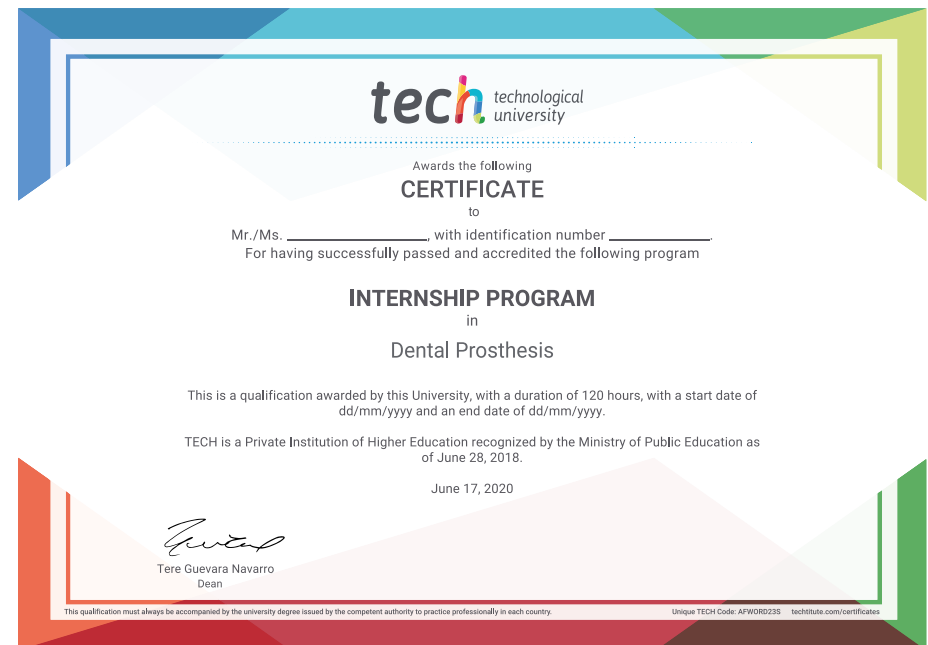 tech technological
university
Awards the following
CERTIFICATE
to
Mr./Ms. ____________________, with identification number ______________.
For having successfully passed and accredited the following program
INTERNSHIP PROGRAM
in
Dental Prosthesis
This is a qualification awarded by this University, with a duration of 120 hours, with a start date of
dd/mm/yyyy and an end date of dd/mm/yyyy.
TECH is a Private Institution of Higher Education recognized by the Ministry of Public Education as
of June 28, 2018.
June 17, 2020
Tere Guevara Navarro
Dean
This qualification must always be accompanied by the university degree issued by the competent authority to practice professionally in each country.
Unique TECH Code: AFWORD23S techtitute.com/certificates